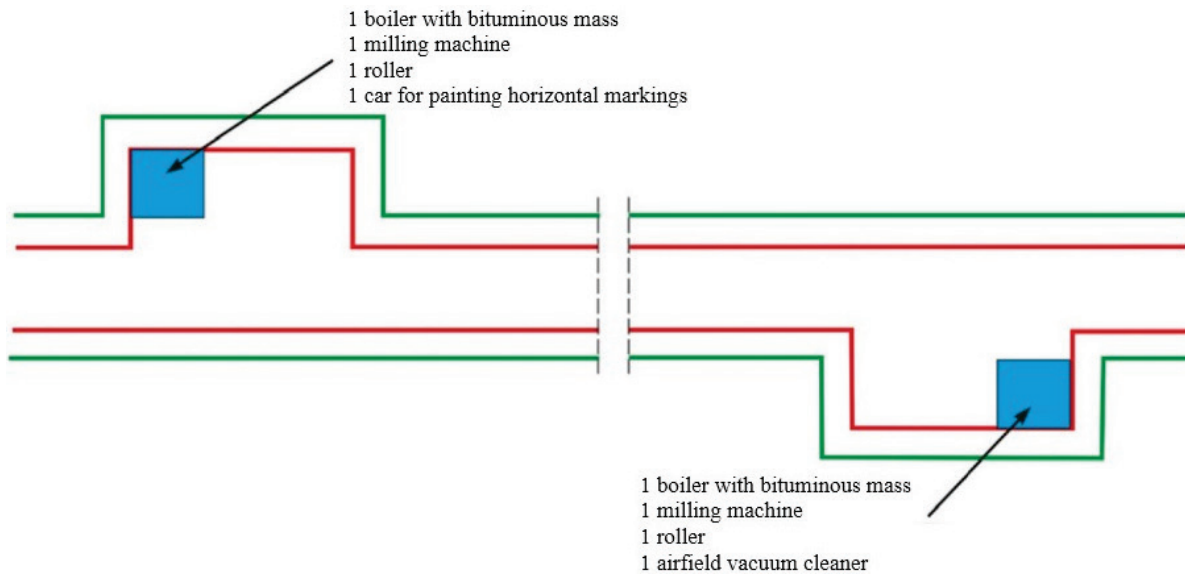 1 boiler with bituminous mass
1 milling machine
1 roller
1 car for painting horizontal markings
1 boiler with bituminous mass
1 milling machine
1 roller
1 airfield vacuum cleaner